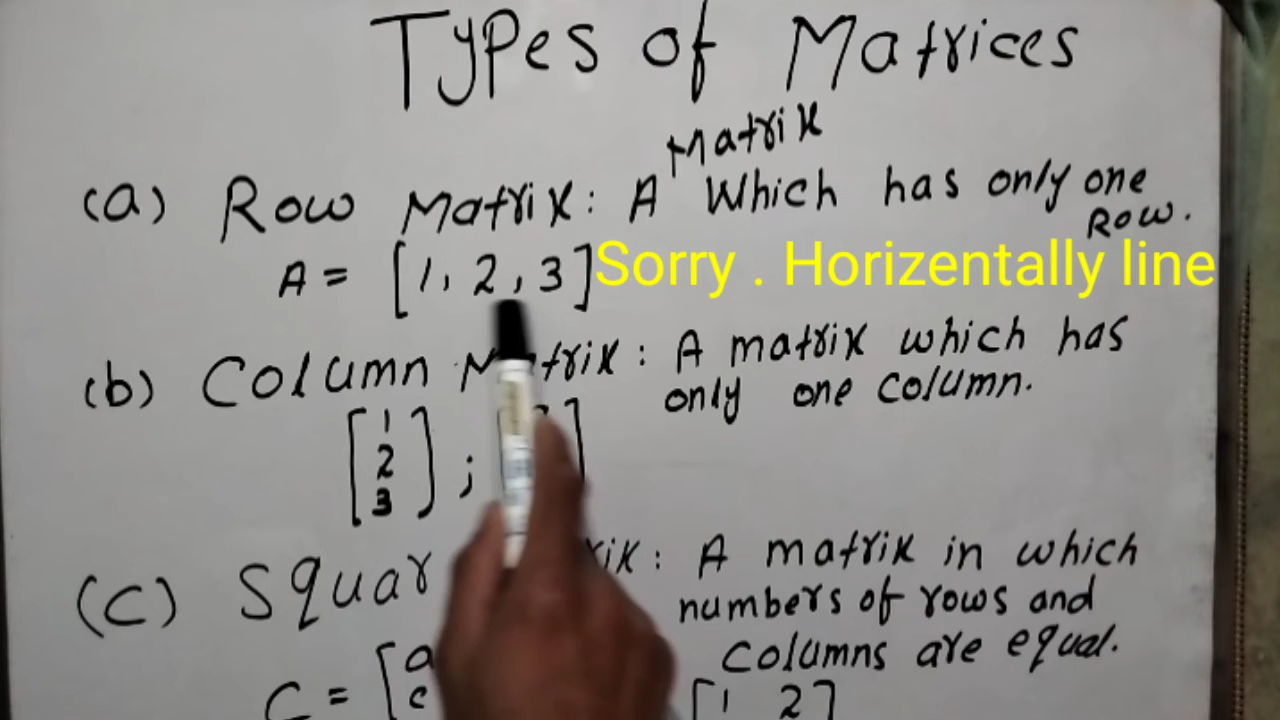 Types of Matrices
Matrix
(a) Row Matrix: A Which has only one
Row.
A = [1, 2, 3]
Sorry . Horizentally line
(b) Column Matrix: A matrix which has
only one column.
[1
2
3] ;
(C) Squar : A matrix in which
numbers of rows and
Columns are equal.
C = [a
c
[1 2]